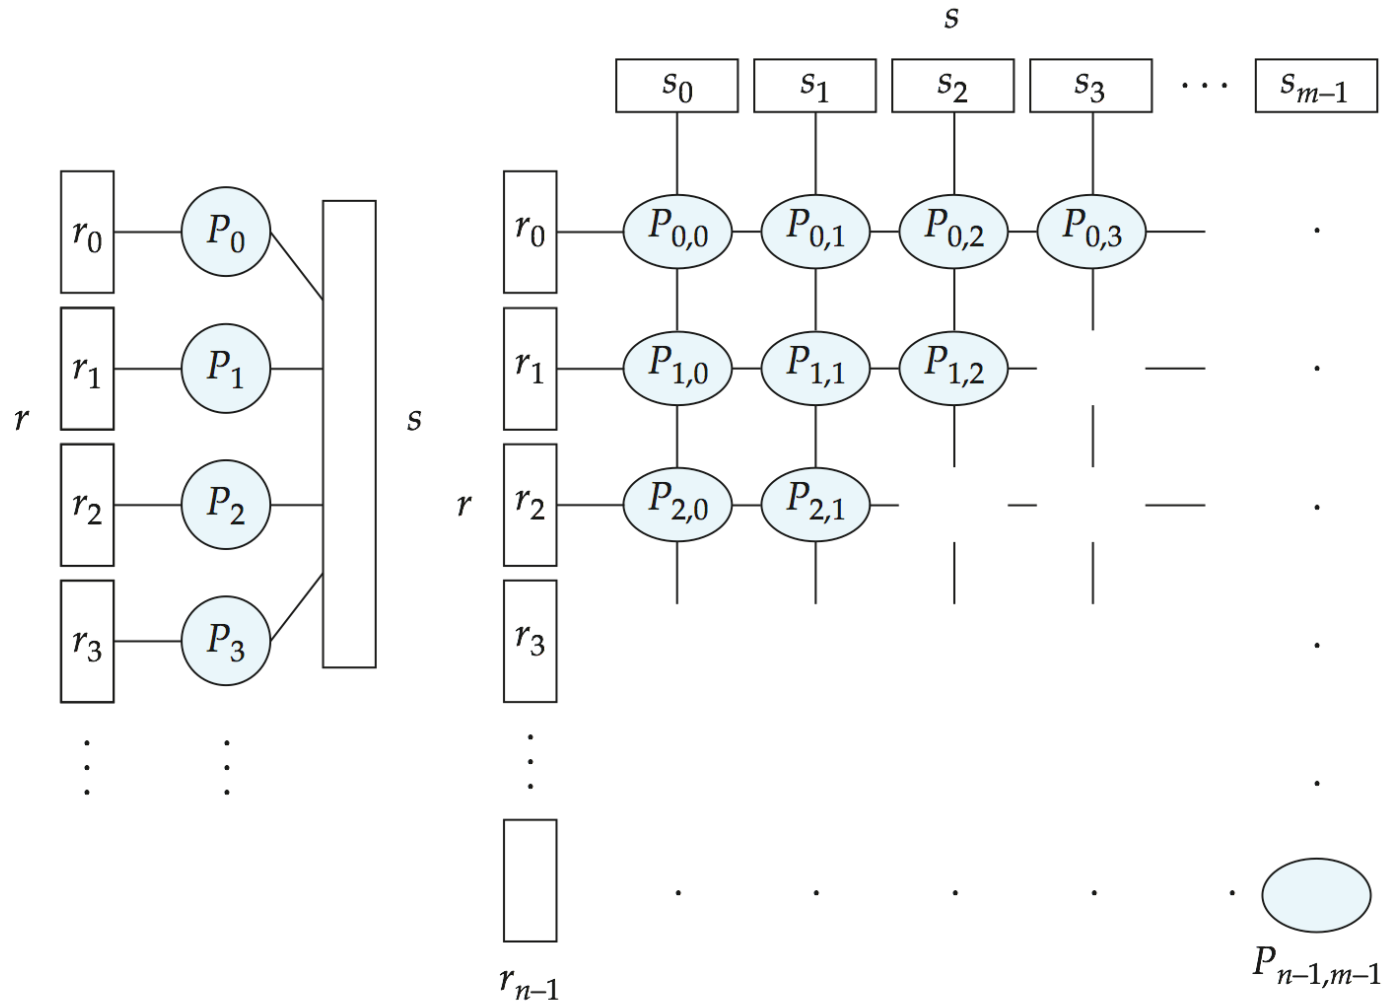 s
s₀ s₁ s₂ s₃ . . . sₘ₋₁
r₀ P₀ r₀ P₀,₀ P₀,₁ P₀,₂ P₀,₃ .
r₁ P₁ r₁ P₁,₀ P₁,₁ P₁,₂ .
r s
r₂ P₂ r r₂ P₂,₀ P₂,₁ .
r₃ P₃ r₃ .
. . .
. . .
. . . .
. . . . .
rₙ₋₁ Pₙ₋₁,ₘ₋₁